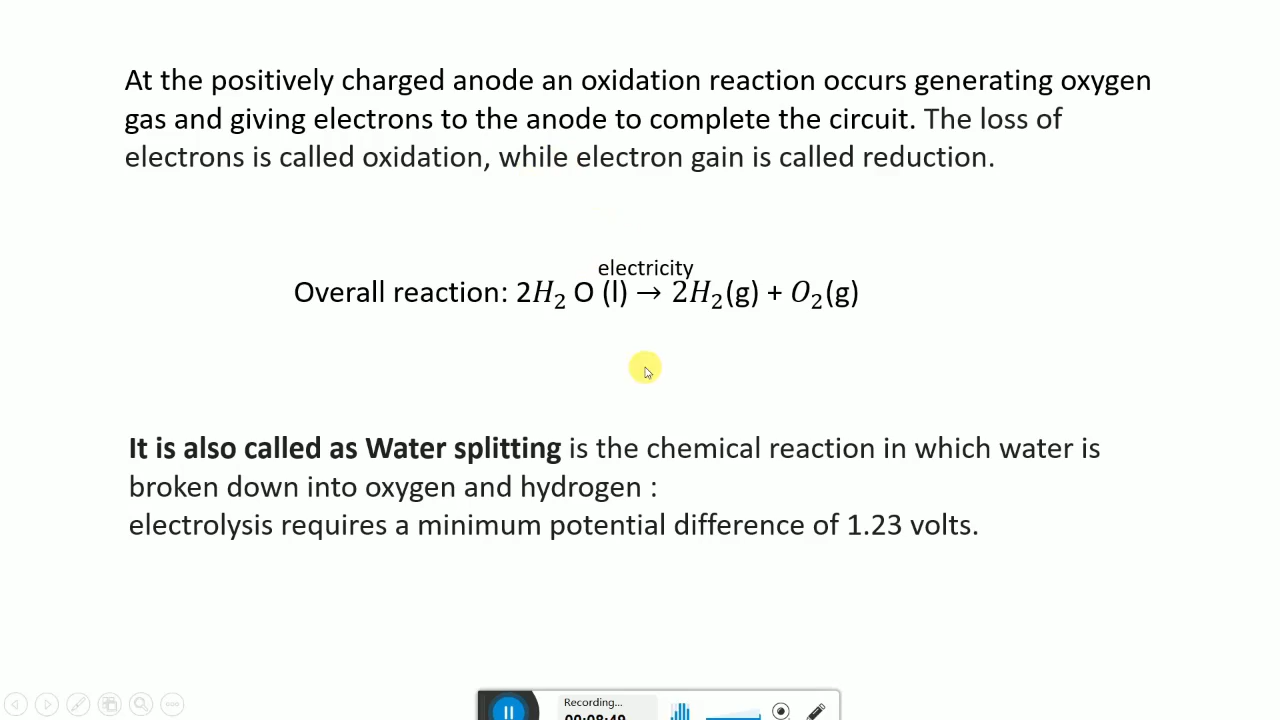 At the positively charged anode an oxidation reaction occurs generating oxygen
gas and giving electrons to the anode to complete the circuit. The loss of
electrons is called oxidation, while electron gain is called reduction.
electricity
Overall reaction: 2H₂ O (l) → 2H₂(g) + O₂(g)
It is also called as Water splitting is the chemical reaction in which water is
broken down into oxygen and hydrogen :
electrolysis requires a minimum potential difference of 1.23 volts.
Recording...
00:08:49